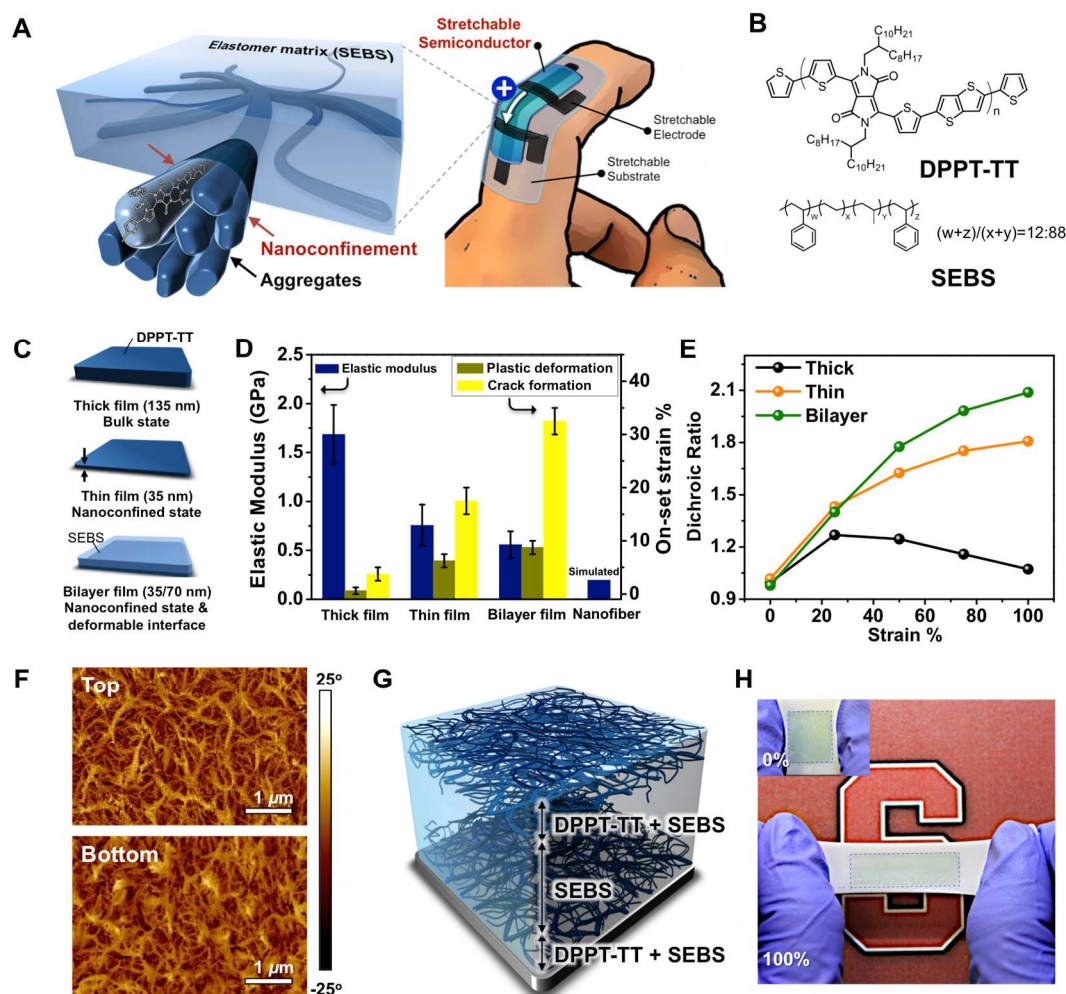 A
Elastomer matrix (SEBS)
Nanoconfinement
Aggregates
Stretchable
Semiconductor
+
Stretchable
Electrode
Stretchable
Substrate
B
C₁₀H₂₁
C₈H₁₇
S
S
N
O
S
S
S
n
S
O
N
S
C₈H₁₇
C₁₀H₂₁
DPPT-TT
w
x
y
z
(w+z)/(x+y)=12:88
SEBS
C
DPPT-TT
Thick film (135 nm)
Bulk state
Thin film (35 nm)
Nanoconfined state
SEBS
Bilayer film (35/70 nm)
Nanoconfined state &
deformable interface
D
Elastic modulus
Plastic deformation
Crack formation
Elastic Modulus (GPa)
2.5
2.0
1.5
1.0
0.5
0.0
On-set strain %
40
30
20
10
0
Simulated
Thick film
Thin film
Bilayer film
Nanofiber
E
Thick
Thin
Bilayer
Dichroic Ratio
2.1
1.8
1.5
1.2
0.9
0
25
50
75
100
Strain %
F
Top
1 μm
Bottom
1 μm
25°
-25°
G
DPPT-TT + SEBS
SEBS
DPPT-TT + SEBS
H
0%
100%